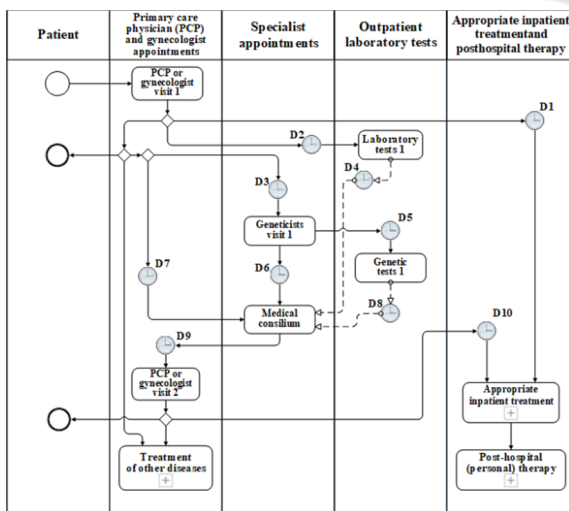 Patient
Primary care
physician (PCP)
and gynecologist
appointments
Specialist
appointments
Outpatient
laboratory tests
Appropriate inpatient
treatmentand
posthospital therapy
PCP or
gynecologist
visit 1
D1
D2
Laboratory
tests 1
D4
D3
D5
Geneticists
visit 1
D6
Genetic
tests 1
D7
D8
Medical
consilium
D10
D9
PCP or
gynecologist
visit 2
Appropriate
inpatient treatment
Treatment
of other diseases
Post-hospital
(personal) therapy